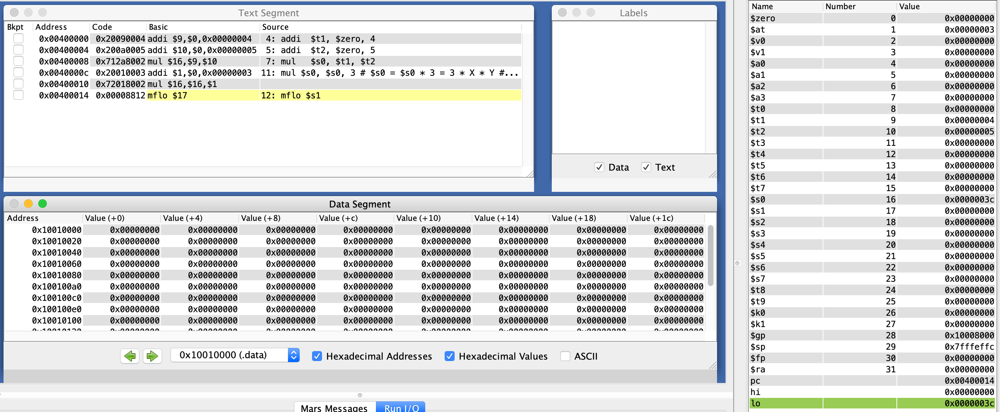 Text Segment
Bkpt Address Code Basic Source
0x00400000 0x20090004 addi $9,$0,0x00000004 4: addi $t1, $zero, 4
0x00400004 0x200a0005 addi $10,$0,0x00000005 5: addi $t2, $zero, 5
0x00400008 0x712a8002 mul $16,$9,$10 7: mul $s0, $t1, $t2
0x0040000c 0x20010003 addi $1,$0,0x00000003 11: mul $s0, $s0, 3 # $s0 = $s0 * 3 = 3 * X * Y #...
0x00400010 0x72018002 mul $16,$16,$1
0x00400014 0x00008812 mflo $17 12: mflo $s1
Labels
Data Text
Data Segment
Address Value (+0) Value (+4) Value (+8) Value (+c) Value (+10) Value (+14) Value (+18) Value (+1c)
0x10010000 0x00000000 0x00000000 0x00000000 0x00000000 0x00000000 0x00000000 0x00000000 0x00000000
0x10010020 0x00000000 0x00000000 0x00000000 0x00000000 0x00000000 0x00000000 0x00000000 0x00000000
0x10010040 0x00000000 0x00000000 0x00000000 0x00000000 0x00000000 0x00000000 0x00000000 0x00000000
0x10010060 0x00000000 0x00000000 0x00000000 0x00000000 0x00000000 0x00000000 0x00000000 0x00000000
0x10010080 0x00000000 0x00000000 0x00000000 0x00000000 0x00000000 0x00000000 0x00000000 0x00000000
0x100100a0 0x00000000 0x00000000 0x00000000 0x00000000 0x00000000 0x00000000 0x00000000 0x00000000
0x100100c0 0x00000000 0x00000000 0x00000000 0x00000000 0x00000000 0x00000000 0x00000000 0x00000000
0x100100e0 0x00000000 0x00000000 0x00000000 0x00000000 0x00000000 0x00000000 0x00000000 0x00000000
0x10010100 0x00000000 0x00000000 0x00000000 0x00000000 0x00000000 0x00000000 0x00000000 0x00000000
0x10010000 (.data) Hexadecimal Addresses Hexadecimal Values ASCII
Mars Messages Run I/O
Name Number Value
$zero 0 0x00000000
$at 1 0x00000003
$v0 2 0x00000000
$v1 3 0x00000000
$a0 4 0x00000000
$a1 5 0x00000000
$a2 6 0x00000000
$a3 7 0x00000000
$t0 8 0x00000000
$t1 9 0x00000004
$t2 10 0x00000005
$t3 11 0x00000000
$t4 12 0x00000000
$t5 13 0x00000000
$t6 14 0x00000000
$t7 15 0x00000000
$s0 16 0x0000003c
$s1 17 0x00000000
$s2 18 0x00000000
$s3 19 0x00000000
$s4 20 0x00000000
$s5 21 0x00000000
$s6 22 0x00000000
$s7 23 0x00000000
$t8 24 0x00000000
$t9 25 0x00000000
$k0 26 0x00000000
$k1 27 0x00000000
$gp 28 0x10008000
$sp 29 0x7fffeffc
$fp 30 0x00000000
$ra 31 0x00000000
pc 0x00400014
hi 0x00000000
lo 0x0000003c